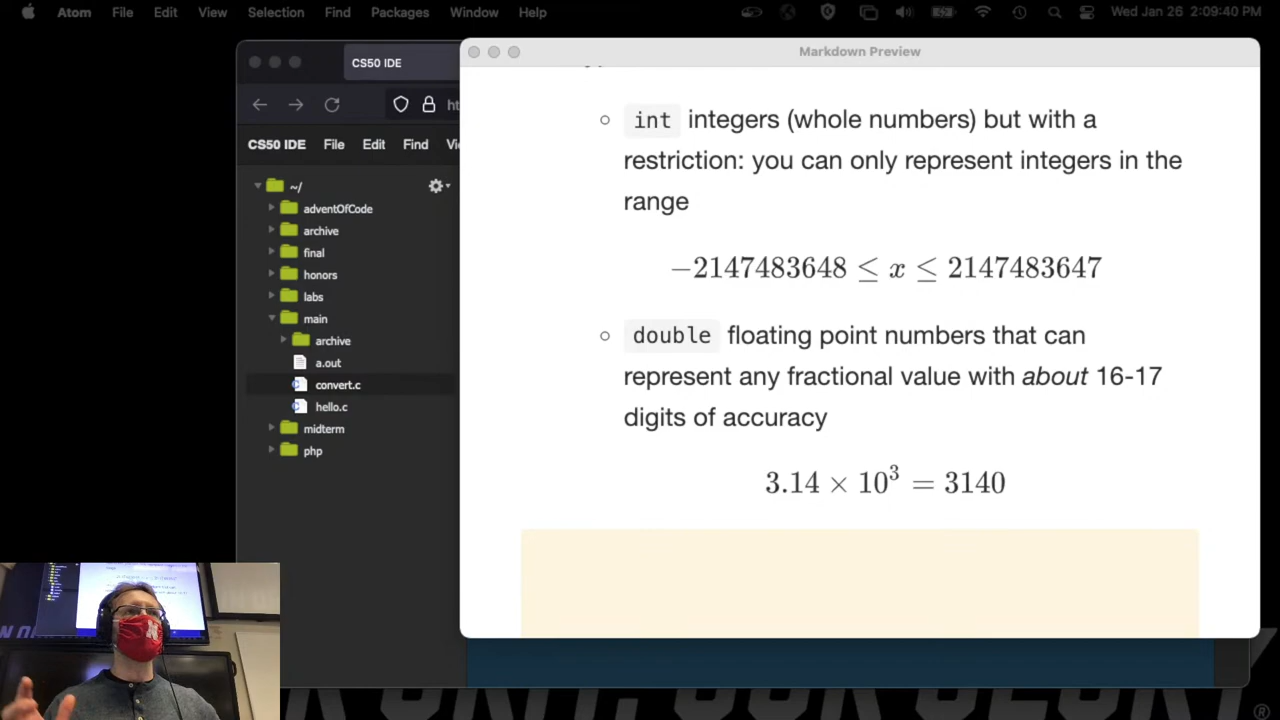 Atom File Edit View Selection Find Packages Window Help Wed Jan 26 2:09:40 PM
CS50 IDE
Markdown Preview
CS50 IDE File Edit Find
~/
adventOfCode
archive
final
honors
labs
main
archive
a.out
convert.c
hello.c
midterm
php
int integers (whole numbers) but with a
restriction: you can only represent integers in the
range
−2147483648 ≤ x ≤ 2147483647
double floating point numbers that can
represent any fractional value with about 16-17
digits of accuracy
3.14 × 10³ = 3140